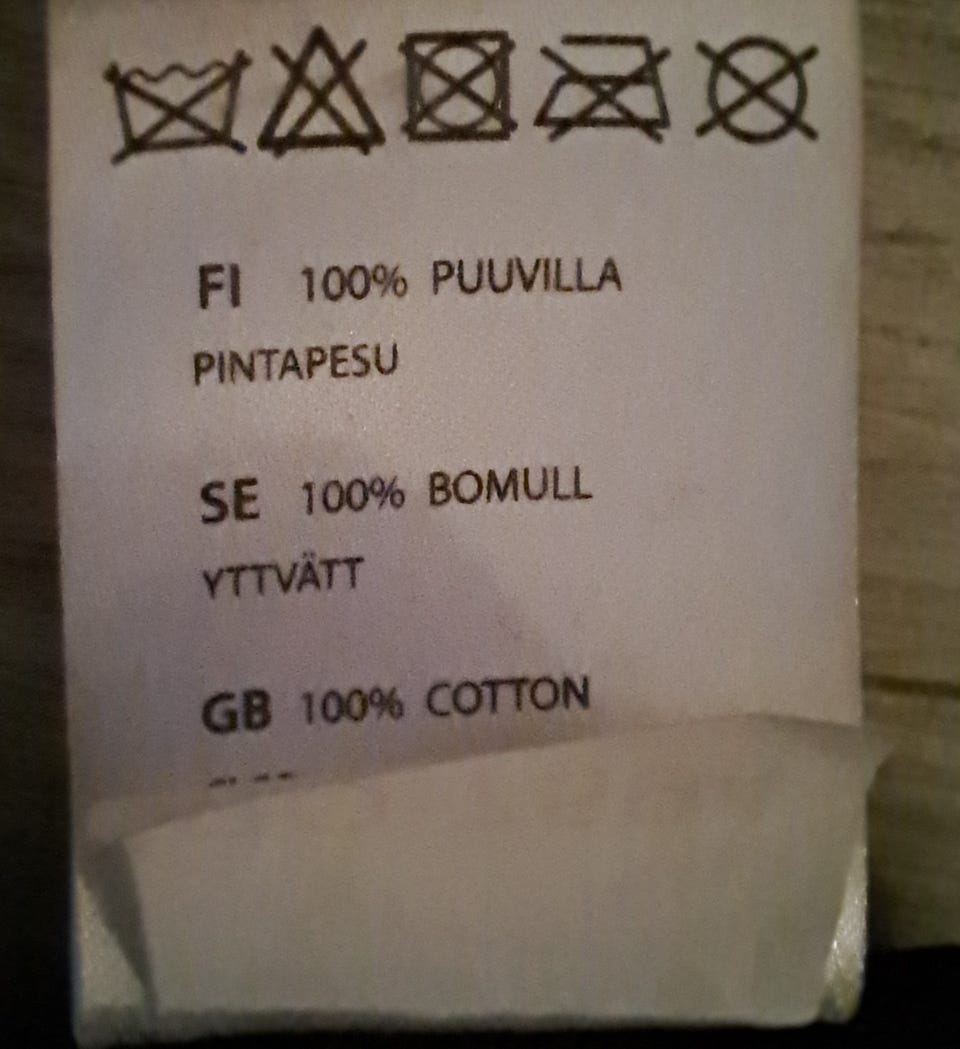 FI 100% PUUVILLA
PINTAPESU
SE 100% BOMULL
YTTVÄTT
GB 100% COTTON